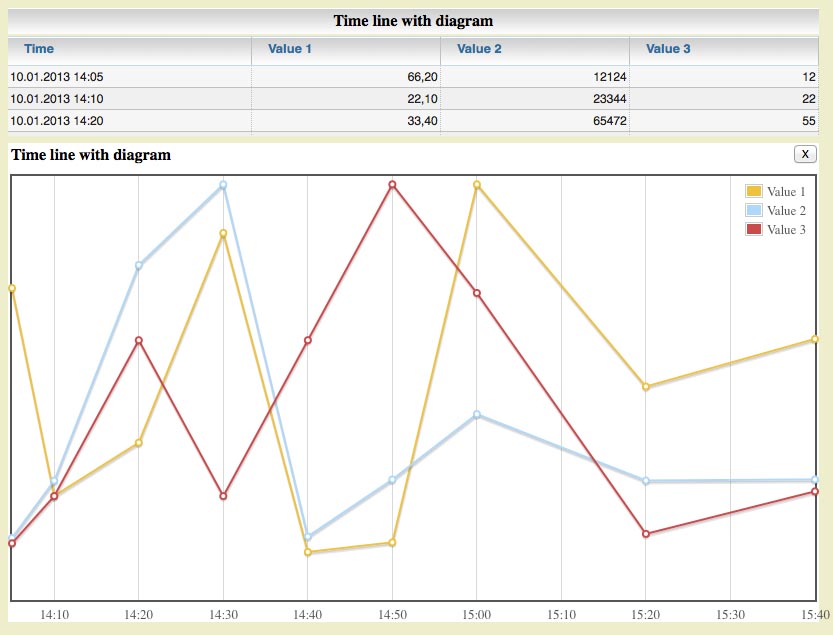 Time line with diagram
Time Value 1 Value 2 Value 3
10.01.2013 14:05 66,20 12124 12
10.01.2013 14:10 22,10 23344 22
10.01.2013 14:20 33,40 65472 55
Time line with diagram X
Value 1
Value 2
Value 3
14:10 14:20 14:30 14:40 14:50 15:00 15:10 15:20 15:30 15:40